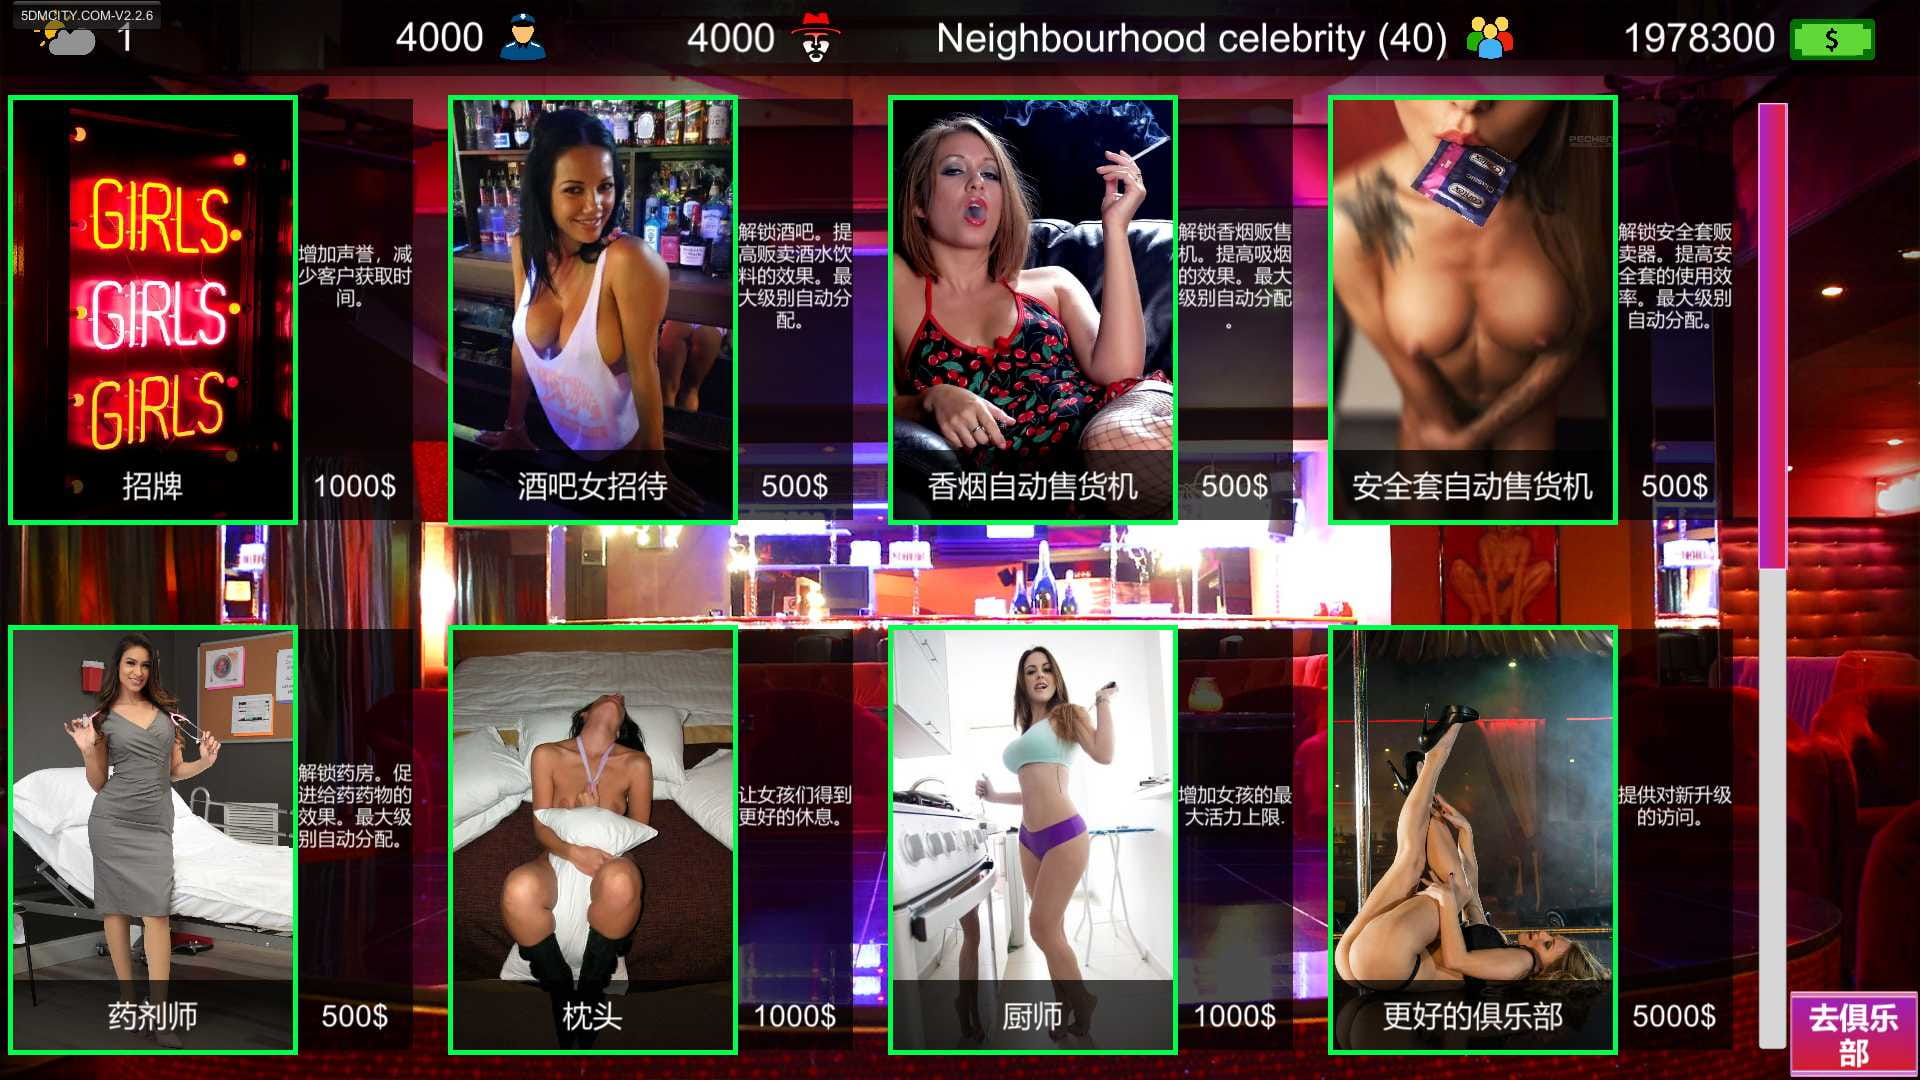 5DMCITY.COM-V2.2.6
1
4000
4000
Neighbourhood celebrity (40)
1978300
$
GIRLS
GIRLS
GIRLS
招牌
增加声誉，减
少客户获取时
间。
1000$
酒吧女招待
解锁酒吧。提
高贩卖酒水饮
料的效果。最
大级别自动分
配。
500$
香烟自动售货机
解锁香烟贩售
机。提高吸烟
的效果。最大
级别自动分配
。
500$
安全套自动售货机
解锁安全套贩
卖器。提高安
全套的使用效
率。最大级别
自动分配。
500$
药剂师
解锁药房。促
进给药药物的
效果。最大级
别自动分配。
500$
枕头
让女孩们得到
更好的休息。
1000$
厨师
增加女孩的最
大活力上限.
1000$
更好的俱乐部
提供对新升级
的访问。
5000$
去俱乐
部